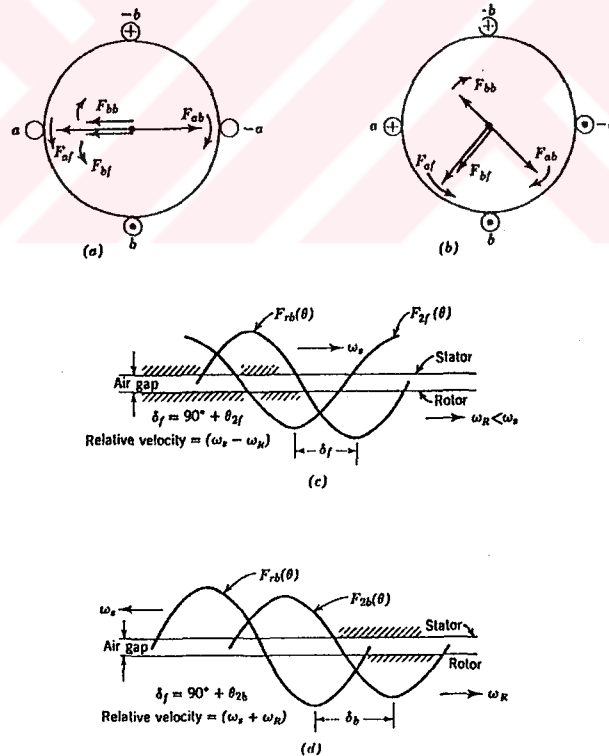 -b
-b
F_bb
a
F_ab
-a
F_af
F_bf
b
(a)
F_bb
a
F_af
F_bf
F_ab
b
(b)
F_rb(θ)
F_2f(θ)
ω_s
Stator
Air gap
Rotor
δ_f = 90° + θ_2f
ω_R<ω_s
Relative velocity = (ω_s − ω_R)
δ_f
(c)
F_rb(θ)
F_2b(θ)
ω_s
Stator
Air gap
Rotor
δ_f = 90° + θ_2b
ω_R
Relative velocity = (ω_s + ω_R)
δ_b
(d)